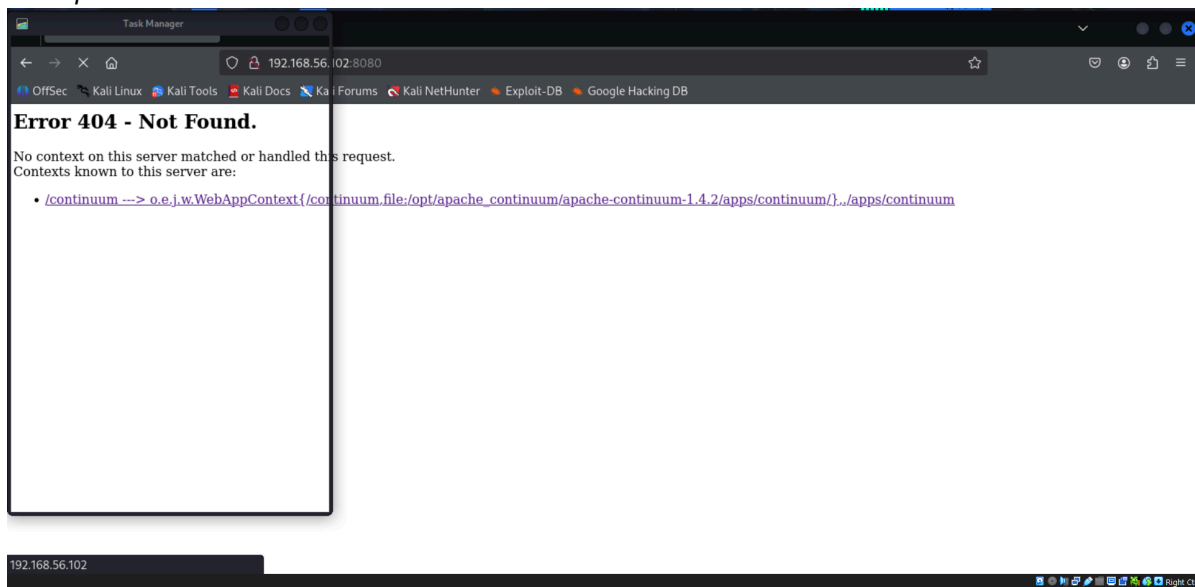 Task Manager
192.168.56.102:8080
OffSec Kali Linux Kali Tools Kali Docs Kali Forums Kali NetHunter Exploit-DB Google Hacking DB
Error 404 - Not Found.
No context on this server matched or handled this request.
Contexts known to this server are:
• /continuum ---> o.e.j.w.WebAppContext{/continuum,file:/opt/apache_continuum/apache-continuum-1.4.2/apps/continuum/},./apps/continuum
192.168.56.102
Right Ct